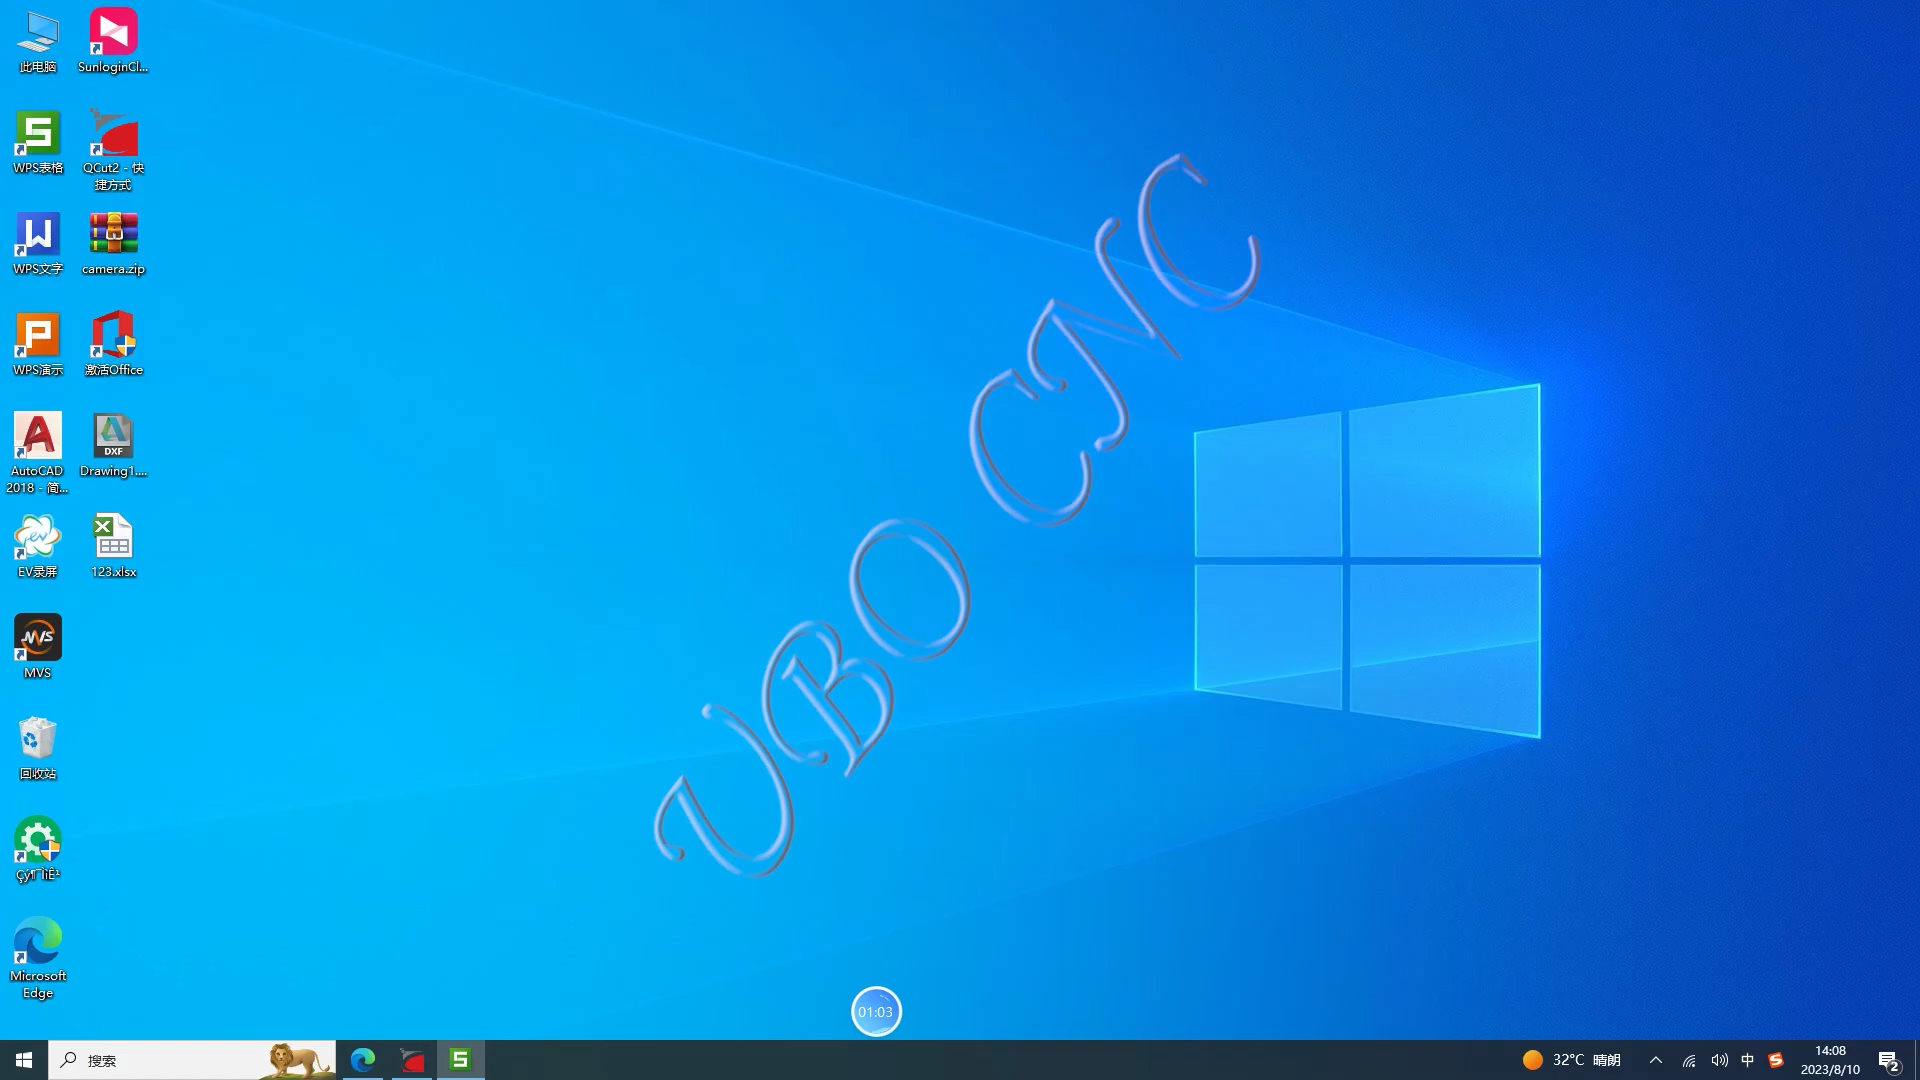 此电脑
SunloginCl...
WPS表格
QCut2 - 快
捷方式
WPS文字
camera.zip
WPS演示
激活Office
AutoCAD
2018 - 简...
DXF
Drawing1....
EV录屏
123.xlsx
MVS
回收站
Microsoft
Edge
UBO CNC
01:03
搜索
32°C 晴朗
中
14:08
2023/8/10
2